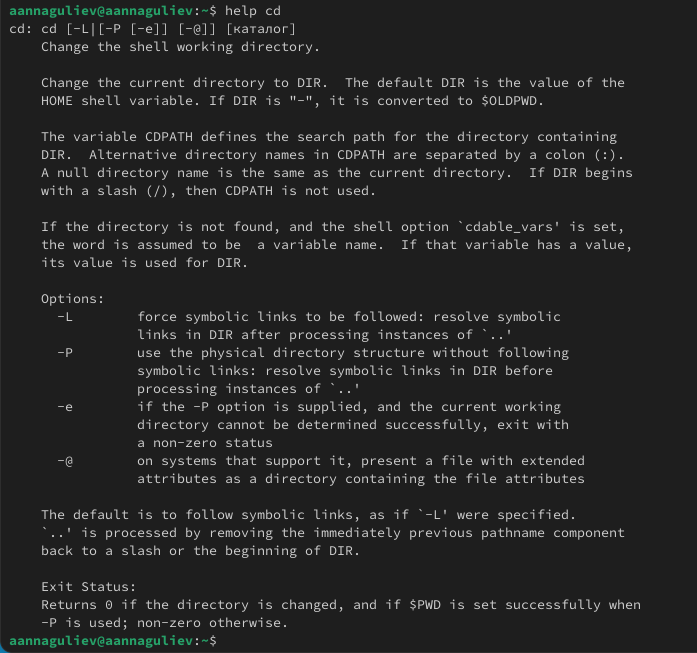 aannaguliev@aannaguliev:~$ help cd
cd: cd [-L|[-P [-e]] [-@]] [каталог]
    Change the shell working directory.

    Change the current directory to DIR.  The default DIR is the value of the
    HOME shell variable. If DIR is "-", it is converted to $OLDPWD.

    The variable CDPATH defines the search path for the directory containing
    DIR.  Alternative directory names in CDPATH are separated by a colon (:).
    A null directory name is the same as the current directory.  If DIR begins
    with a slash (/), then CDPATH is not used.

    If the directory is not found, and the shell option `cdable_vars' is set,
    the word is assumed to be  a variable name.  If that variable has a value,
    its value is used for DIR.

    Options:
      -L        force symbolic links to be followed: resolve symbolic
                links in DIR after processing instances of `..'
      -P        use the physical directory structure without following
                symbolic links: resolve symbolic links in DIR before
                processing instances of `..'
      -e        if the -P option is supplied, and the current working
                directory cannot be determined successfully, exit with
                a non-zero status
      -@        on systems that support it, present a file with extended
                attributes as a directory containing the file attributes

    The default is to follow symbolic links, as if `-L' were specified.
    `..' is processed by removing the immediately previous pathname component
    back to a slash or the beginning of DIR.

    Exit Status:
    Returns 0 if the directory is changed, and if $PWD is set successfully when
    -P is used; non-zero otherwise.
aannaguliev@aannaguliev:~$